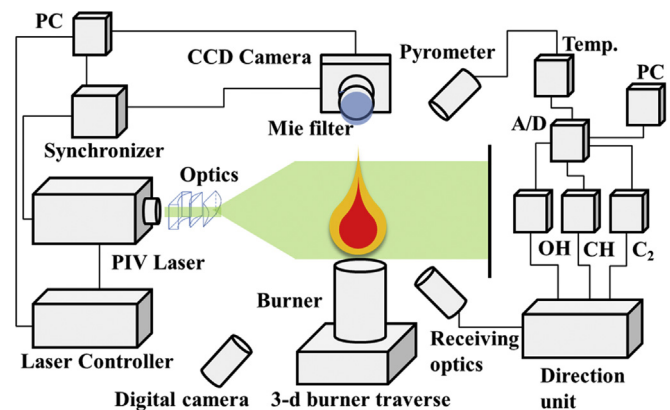 PC
CCD Camera
Pyrometer
Temp.
PC
A/D
Mie filter
Synchronizer
Optics
PIV Laser
OH
CH
C₂
Burner
Laser Controller
Receiving
optics
Direction
unit
Digital camera
3-d burner traverse